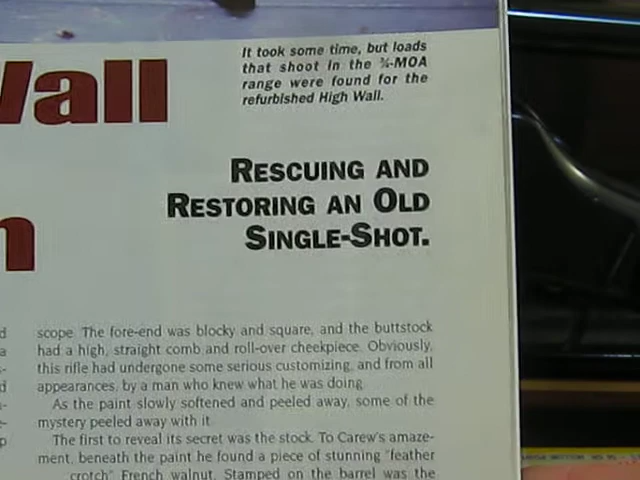 Wall
It took some time, but loads
that shoot in the ¾-MOA
range were found for the
refurbished High Wall.
RESCUING AND
RESTORING AN OLD
SINGLE-SHOT.
n
scope. The fore-end was blocky and square, and the buttstock
had a high, straight comb and roll-over cheekpiece. Obviously,
this rifle had undergone some serious customizing, and from all
appearances, by a man who knew what he was doing.
As the paint slowly softened and peeled away, some of the
mystery peeled away with it.
The first to reveal its secret was the stock. To Carew's amaze-
ment, beneath the paint he found a piece of stunning "feather
crotch" French walnut. Stamped on the barrel was the